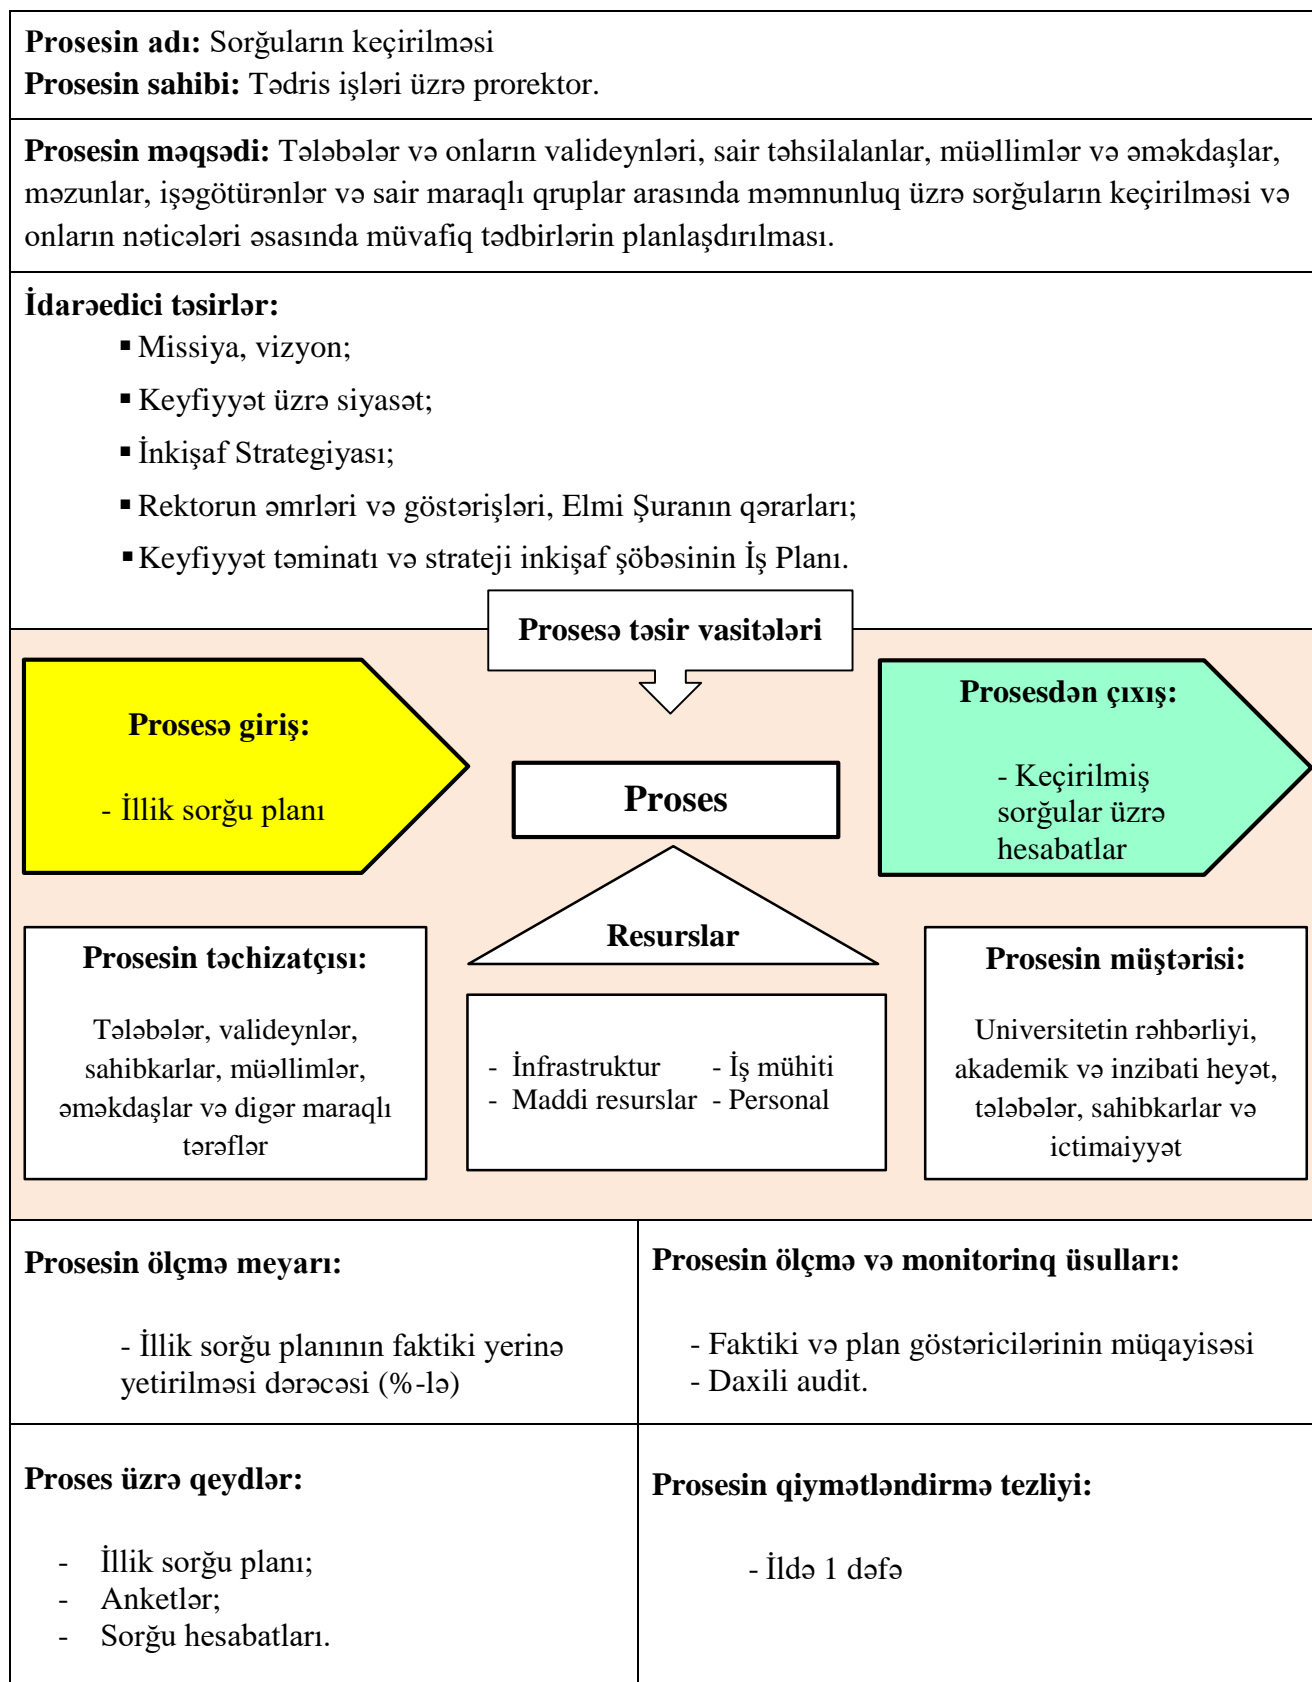 Prosesin adı: Sorğuların keçirilməsi
Prosesin sahibi: Tədris işləri üzrə prorektor.
Prosesin məqsədi: Tələbələr və onların valideynləri, sair təhsilalanlar, müəllimlər və əməkdaşlar,
məzunlar, işəgötürənlər və sair maraqlı qruplar arasında məmnunluq üzrə sorğuların keçirilməsi və
onların nəticələri əsasında müvafiq tədbirlərin planlaşdırılması.
İdarəedici təsirlər:
▪ Missiya, vizyon;
▪ Keyfiyyət üzrə siyasət;
▪ İnkişaf Strategiyası;
▪ Rektorun əmrləri və göstərişləri, Elmi Şuranın qərarları;
▪ Keyfiyyət təminatı və strateji inkişaf şöbəsinin İş Planı.
Prosesə təsir vasitələri
Prosesə giriş:
- İllik sorğu planı
Proses
Prosesdən çıxış:
- Keçirilmiş
sorğular üzrə
hesabatlar
Prosesin təchizatçısı:
Tələbələr, valideynlər,
sahibkarlar, müəllimlər,
əməkdaşlar və digər maraqlı
tərəflər
Resurslar
- İnfrastruktur - İş mühiti
- Maddi resurslar - Personal
Prosesin müştərisi:
Universitetin rəhbərliyi,
akademik və inzibati heyət,
tələbələr, sahibkarlar və
ictimaiyyət
Prosesin ölçmə meyarı:
- İllik sorğu planının faktiki yerinə
yetirilməsi dərəcəsi (%-lə)
Prosesin ölçmə və monitorinq üsulları:
- Faktiki və plan göstəricilərinin müqayisəsi
- Daxili audit.
Proses üzrə qeydlər:
- İllik sorğu planı;
- Anketlər;
- Sorğu hesabatları.
Prosesin qiymətləndirmə tezliyi:
- İldə 1 dəfə